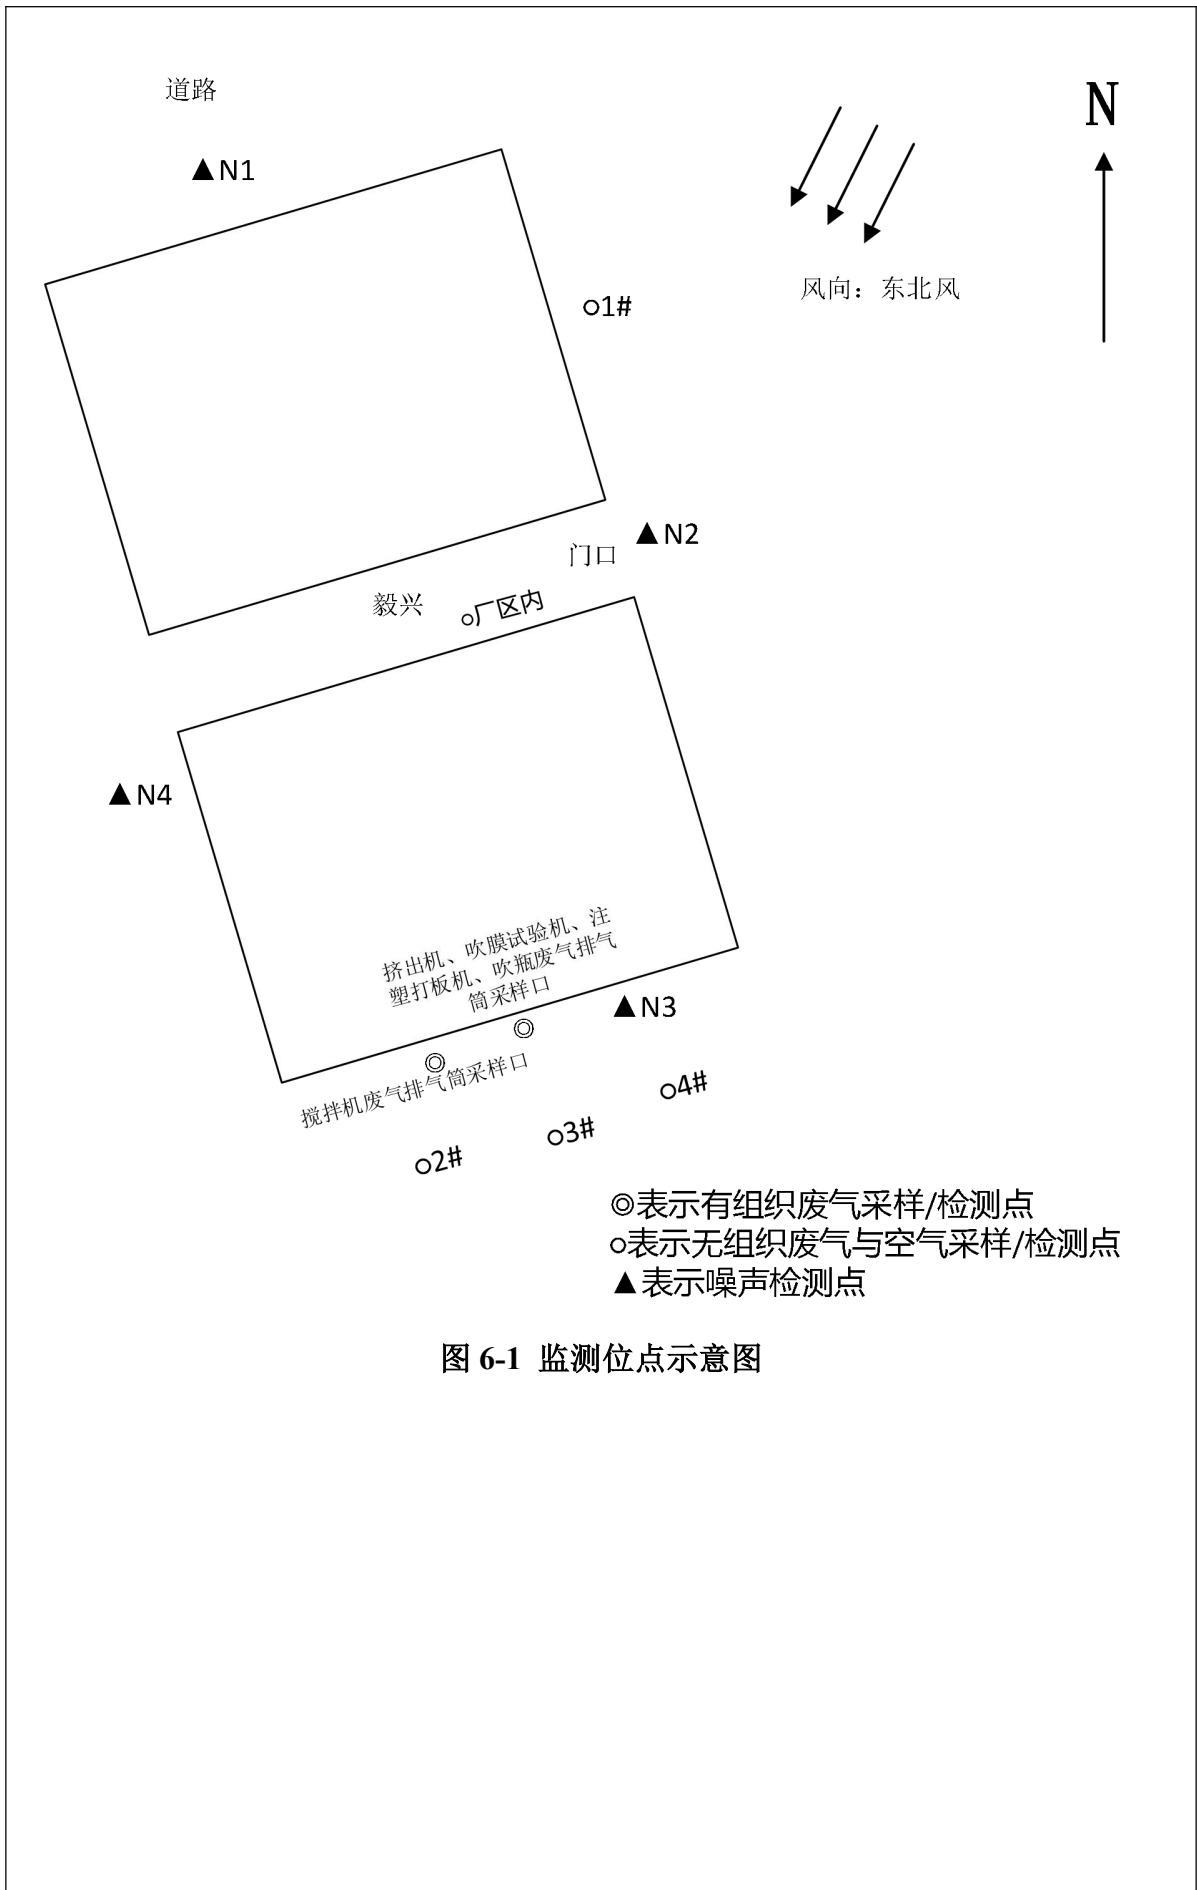 道路
N
▲N1
风向：东北风
○1#
▲N2
门口
毅兴
○厂区内
▲N4
挤出机、吹膜试验机、注
塑打板机、吹瓶废气排气
筒采样口
▲N3
搅拌机废气排气筒采样口
○4#
○3#
○2#
◎表示有组织废气采样/检测点
○表示无组织废气与空气采样/检测点
▲表示噪声检测点
图 6-1 监测位点示意图